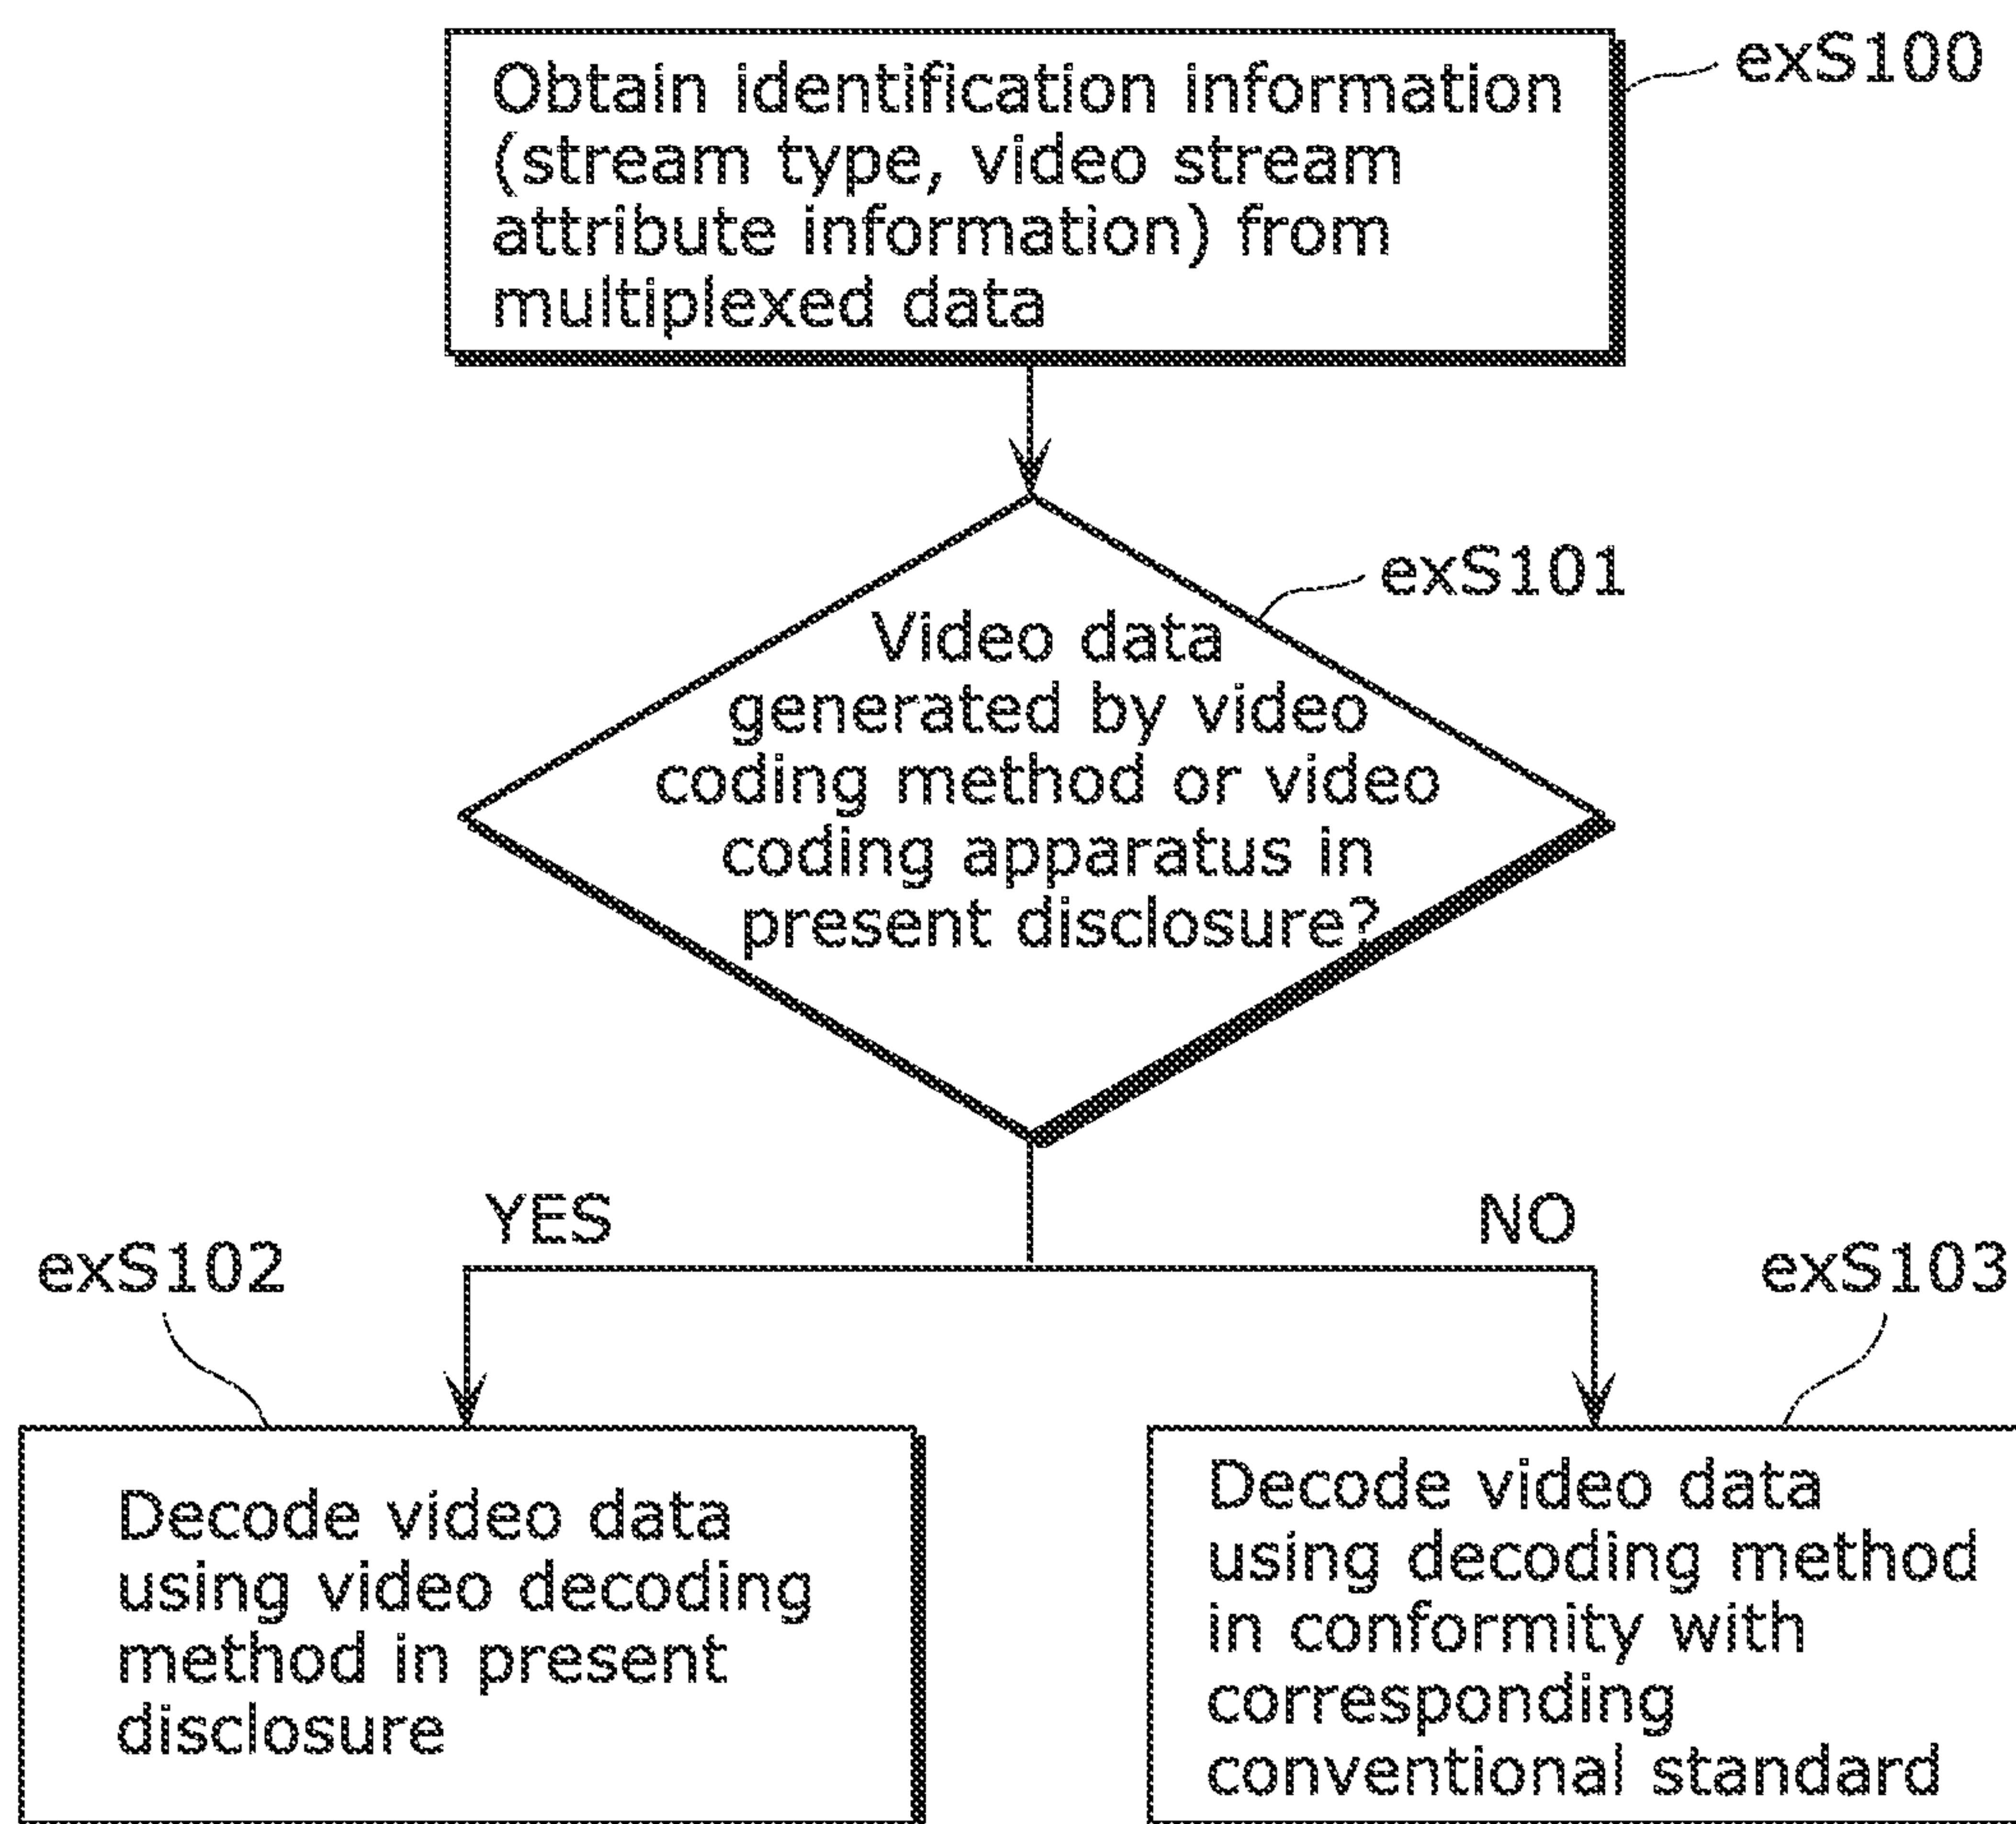 Obtain identification information
(stream type, video stream
attribute information) from
multiplexed data
exS100
exS101
Video data
generated by video
coding method or video
coding apparatus in
present disclosure?
YES
NO
exS102
exS103
Decode video data
using video decoding
method in present
disclosure
Decode video data
using decoding method
in conformity with
corresponding
conventional standard